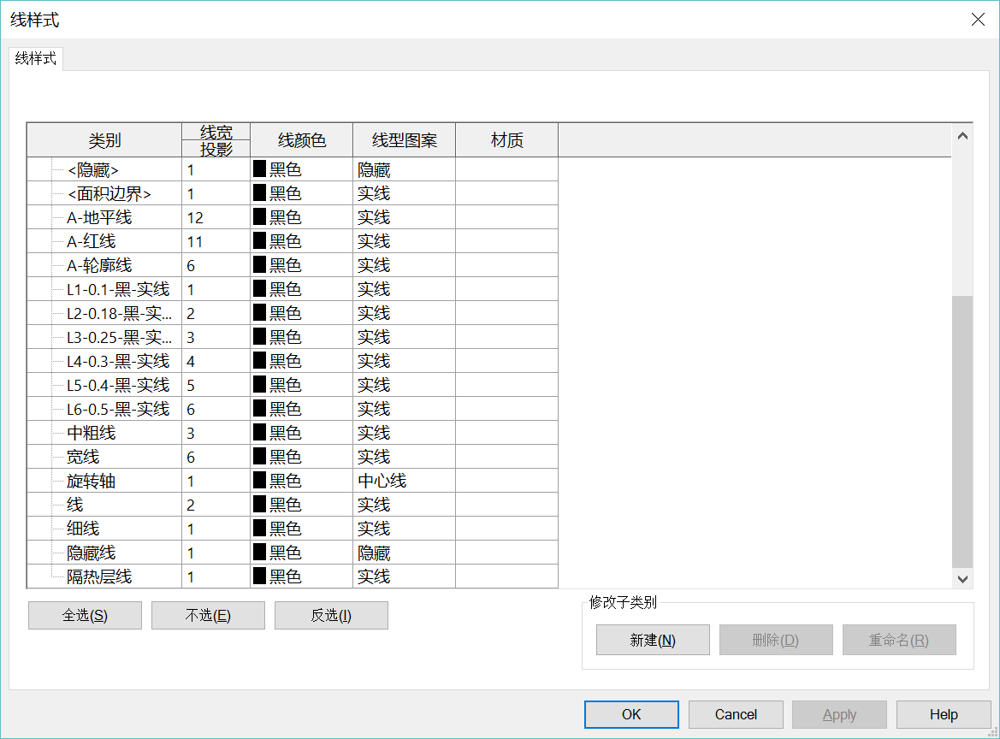 线样式
线样式
类别 线宽 线颜色 线型图案 材质
投影
<隐藏> 1 黑色 隐藏
<面积边界> 1 黑色 实线
A-地平线 12 黑色 实线
A-红线 11 黑色 实线
A-轮廓线 6 黑色 实线
L1-0.1-黑-实线 1 黑色 实线
L2-0.18-黑-实... 2 黑色 实线
L3-0.25-黑-实... 3 黑色 实线
L4-0.3-黑-实线 4 黑色 实线
L5-0.4-黑-实线 5 黑色 实线
L6-0.5-黑-实线 6 黑色 实线
中粗线 3 黑色 实线
宽线 6 黑色 实线
旋转轴 1 黑色 中心线
线 2 黑色 实线
细线 1 黑色 实线
隐藏线 1 黑色 隐藏
隔热层线 1 黑色 实线
全选(S) 不选(E) 反选(I)
修改子类别
新建(N) 删除(D) 重命名(R)
OK Cancel Apply Help